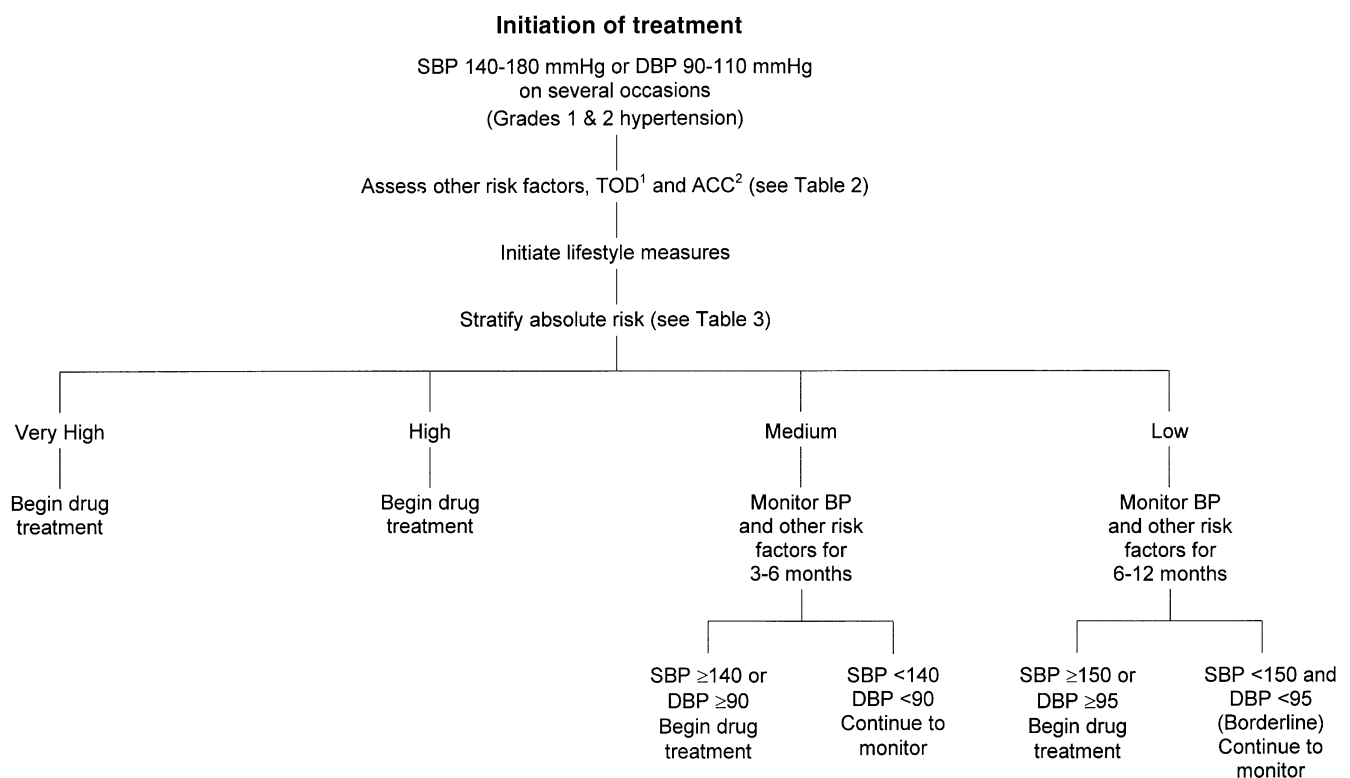 Initiation of treatment
SBP 140-180 mmHg or DBP 90-110 mmHg
on several occasions
(Grades 1 & 2 hypertension)
Assess other risk factors, TOD¹ and ACC² (see Table 2)
Initiate lifestyle measures
Stratify absolute risk (see Table 3)
Very High
Begin drug
treatment
High
Begin drug
treatment
Medium
Monitor BP
and other risk
factors for
3-6 months
SBP ≥140 or
DBP ≥90
Begin drug
treatment
SBP <140
DBP <90
Continue to
monitor
Low
Monitor BP
and other risk
factors for
6-12 months
SBP ≥150 or
DBP ≥95
Begin drug
treatment
SBP <150 and
DBP <95
(Borderline)
Continue to
monitor